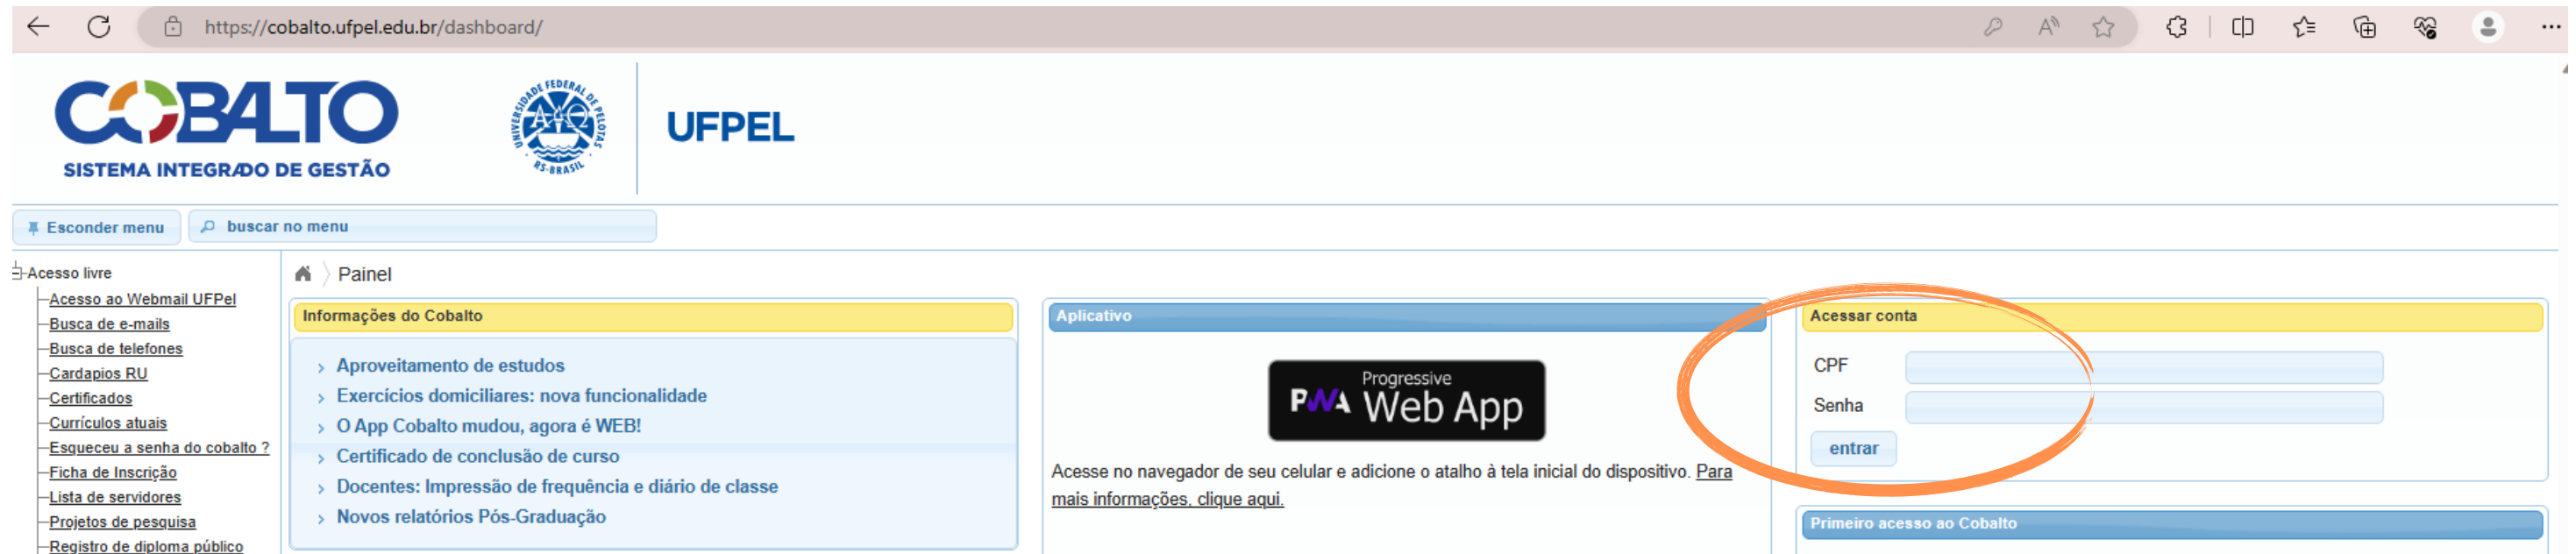 https://cobalto.ufpel.edu.br/dashboard/
COBALTO
SISTEMA INTEGRADO DE GESTÃO
UNIVERSIDADE FEDERAL DE PELOTAS
RS-BRASIL
UFPEL
Esconder menu
buscar no menu
Acesso livre
Acesso ao Webmail UFPel
Busca de e-mails
Busca de telefones
Cardapios RU
Certificados
Currículos atuais
Esqueceu a senha do cobalto ?
Ficha de Inscrição
Lista de servidores
Projetos de pesquisa
Registro de diploma público
Painel
Informações do Cobalto
Aproveitamento de estudos
Exercícios domiciliares: nova funcionalidade
O App Cobalto mudou, agora é WEB!
Certificado de conclusão de curso
Docentes: Impressão de frequência e diário de classe
Novos relatórios Pós-Graduação
Aplicativo
PWA Progressive
Web App
Acesse no navegador de seu celular e adicione o atalho à tela inicial do dispositivo. Para
mais informações, clique aqui.
Acessar conta
CPF
Senha
entrar
Primeiro acesso ao Cobalto